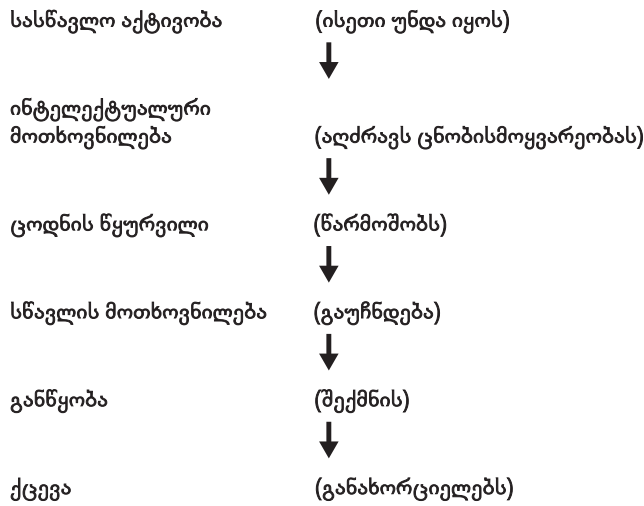 სასწავლო აქტივობა (ისეთი უნდა იყოს)
ინტელექტუალური
მოთხოვნილება (აღძრავს ცნობისმოყვარეობას)
ცოდნის წყურვილი (წარმოშობს)
სწავლის მოთხოვნილება (გაუჩნდება)
განწყობა (შექმნის)
ქცევა (განახორციელებს)